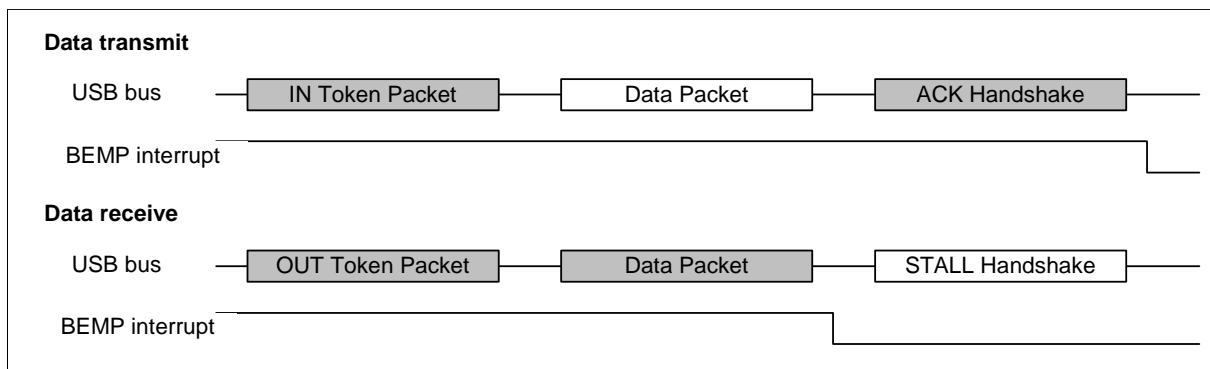 Data transmit
USB bus IN Token Packet Data Packet ACK Handshake
BEMP interrupt
Data receive
USB bus OUT Token Packet Data Packet STALL Handshake
BEMP interrupt